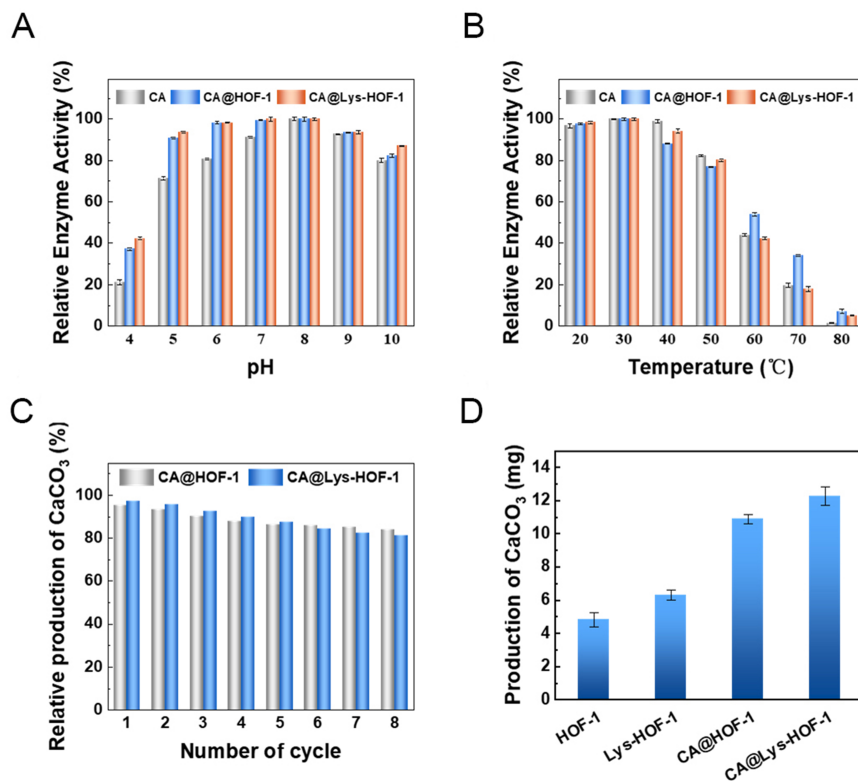 A
Relative Enzyme Activity (%)
CA CA@HOF-1 CA@Lys-HOF-1
100
80
60
40
20
0
4 5 6 7 8 9 10
pH
B
Relative Enzyme Activity (%)
CA CA@HOF-1 CA@Lys-HOF-1
100
80
60
40
20
0
20 30 40 50 60 70 80
Temperature (℃)
C
Relative production of CaCO₃ (%)
CA@HOF-1 CA@Lys-HOF-1
100
80
60
40
20
0
1 2 3 4 5 6 7 8
Number of cycle
D
Production of CaCO₃ (mg)
14
12
10
8
6
4
2
0
HOF-1
Lys-HOF-1
CA@HOF-1
CA@Lys-HOF-1